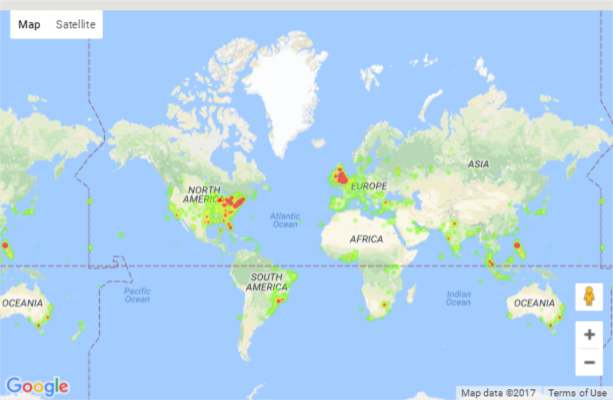 Map Satellite
ASIA
NORTH
AMERICA
EUROPE
Atlantic
Ocean
AFRICA
SOUTH
AMERICA
Pacific
Ocean
Indian
Ocean
OCEANIA
OCEANIA
Google
Map data ©2017 Terms of Use